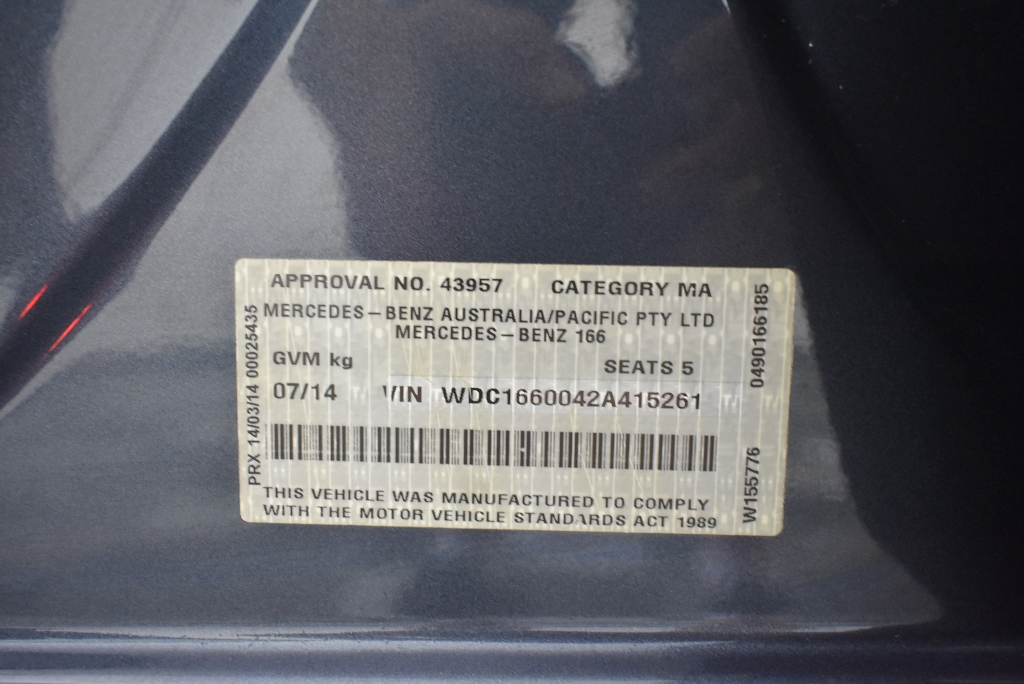 APPROVAL NO. 43957 CATEGORY MA
MERCEDES-BENZ AUSTRALIA/PACIFIC PTY LTD
MERCEDES-BENZ 166
GVM kg SEATS 5
07/14 VIN WDC1660042A415261
THIS VEHICLE WAS MANUFACTURED TO COMPLY
WITH THE MOTOR VEHICLE STANDARDS ACT 1989
PRX 14/03/14 00025435
0490166185
W155776